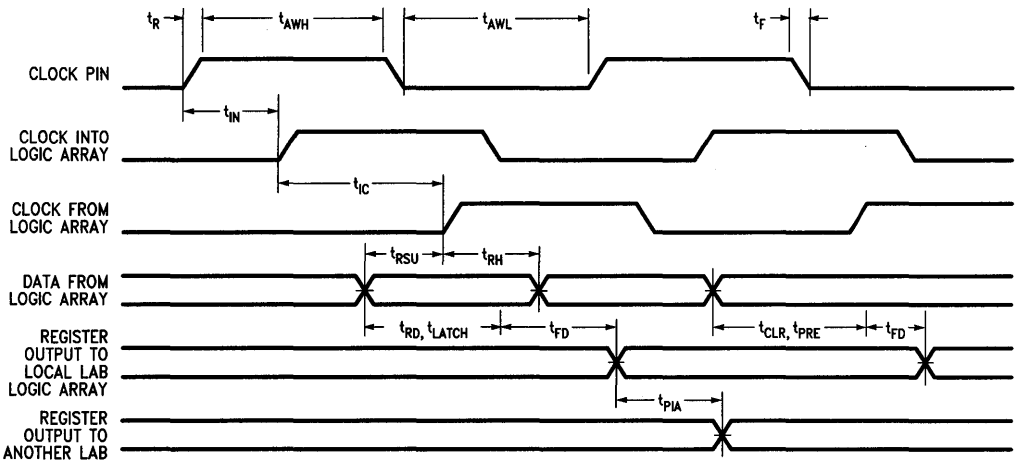 tR
tAWH
tAWL
tF
CLOCK PIN
tIN
CLOCK INTO
LOGIC ARRAY
tIC
CLOCK FROM
LOGIC ARRAY
tRSU
tRH
DATA FROM
LOGIC ARRAY
tRD, tLATCH
tFD
tCLR, tPRE
tFD
REGISTER
OUTPUT TO
LOCAL LAB
LOGIC ARRAY
tPIA
REGISTER
OUTPUT TO
ANOTHER LAB